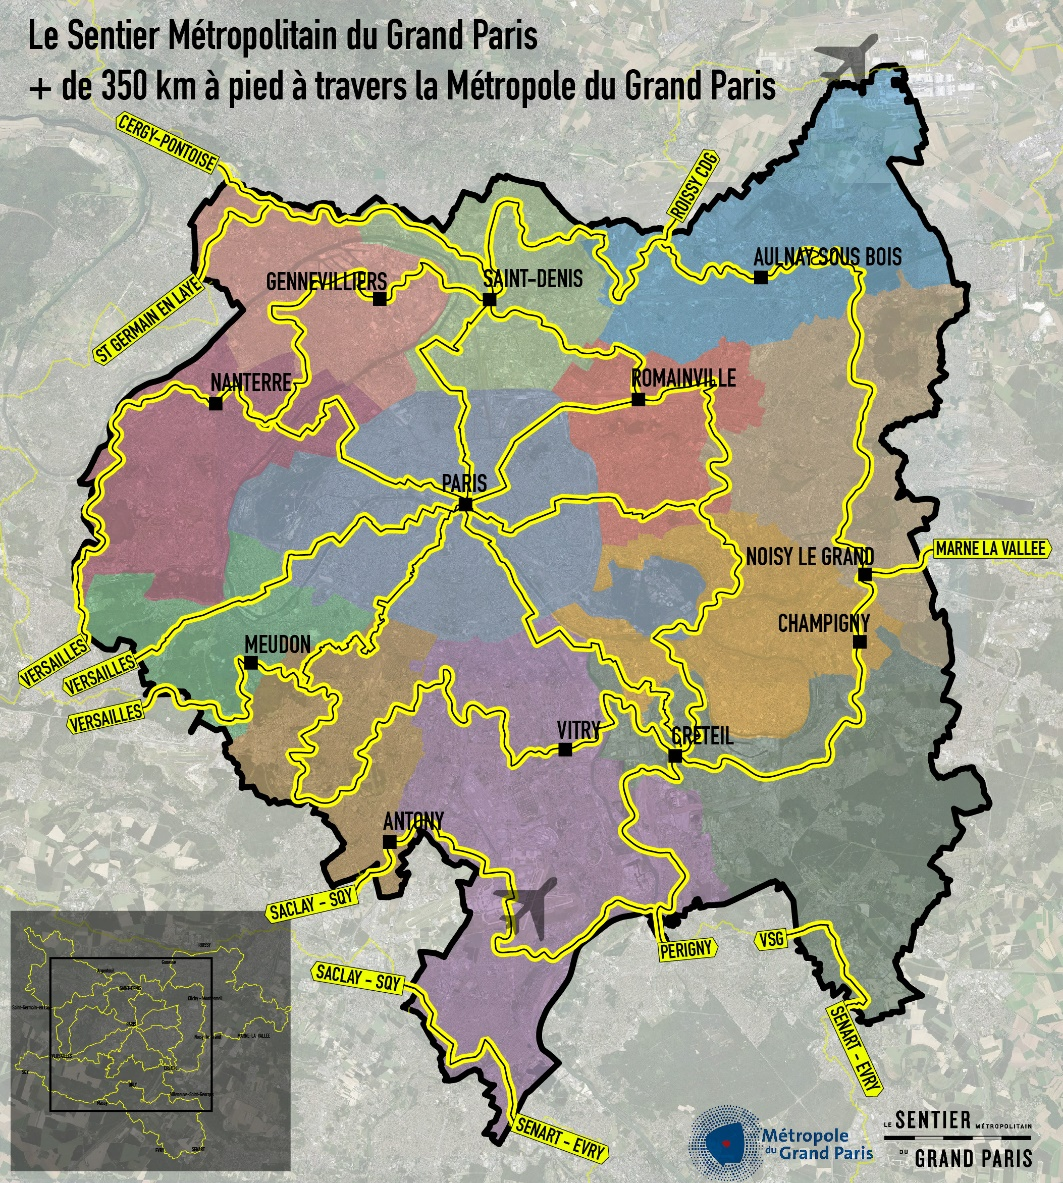 Le Sentier Métropolitain du Grand Paris
+ de 350 km à pied à travers la Métropole du Grand Paris
CERGY-PONTOISE
ROISSY CDG
AULNAY SOUS BOIS
GENNEVILLIERS
SAINT-DENIS
ST GERMAIN EN LAYE
NANTERRE
ROMAINVILLE
PARIS
NOISY LE GRAND
MARNE LA VALLEE
CHAMPIGNY
VERSAILLES
VERSAILLES
VERSAILLES
MEUDON
VITRY
CRETEIL
ANTONY
SACLAY - SQY
PERIGNY
VSG
SACLAY - SQY
SENART - EVRY
SENART - EVRY
Métropole
du Grand Paris
LE SENTIER MÉTROPOLITAIN
DU GRAND PARIS